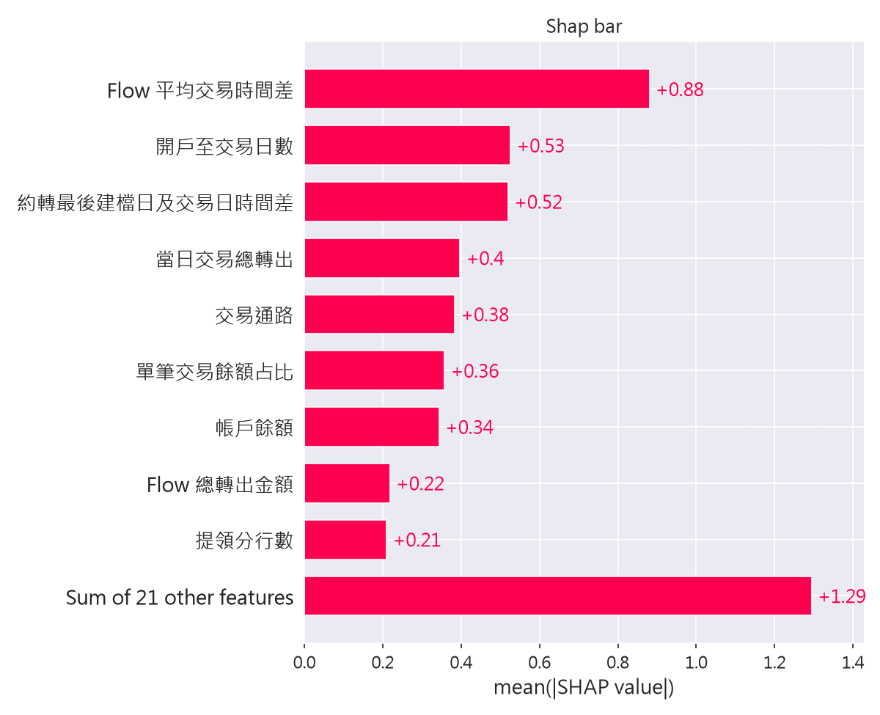 Shap bar
Flow 平均交易時間差
+0.88
開戶至交易日數
+0.53
約轉最後建檔日及交易日時間差
+0.52
當日交易總轉出
+0.4
交易通路
+0.38
單筆交易餘額占比
+0.36
帳戶餘額
+0.34
Flow 總轉出金額
+0.22
提領分行數
+0.21
Sum of 21 other features
+1.29
0.0 0.2 0.4 0.6 0.8 1.0 1.2 1.4
mean(|SHAP value|)